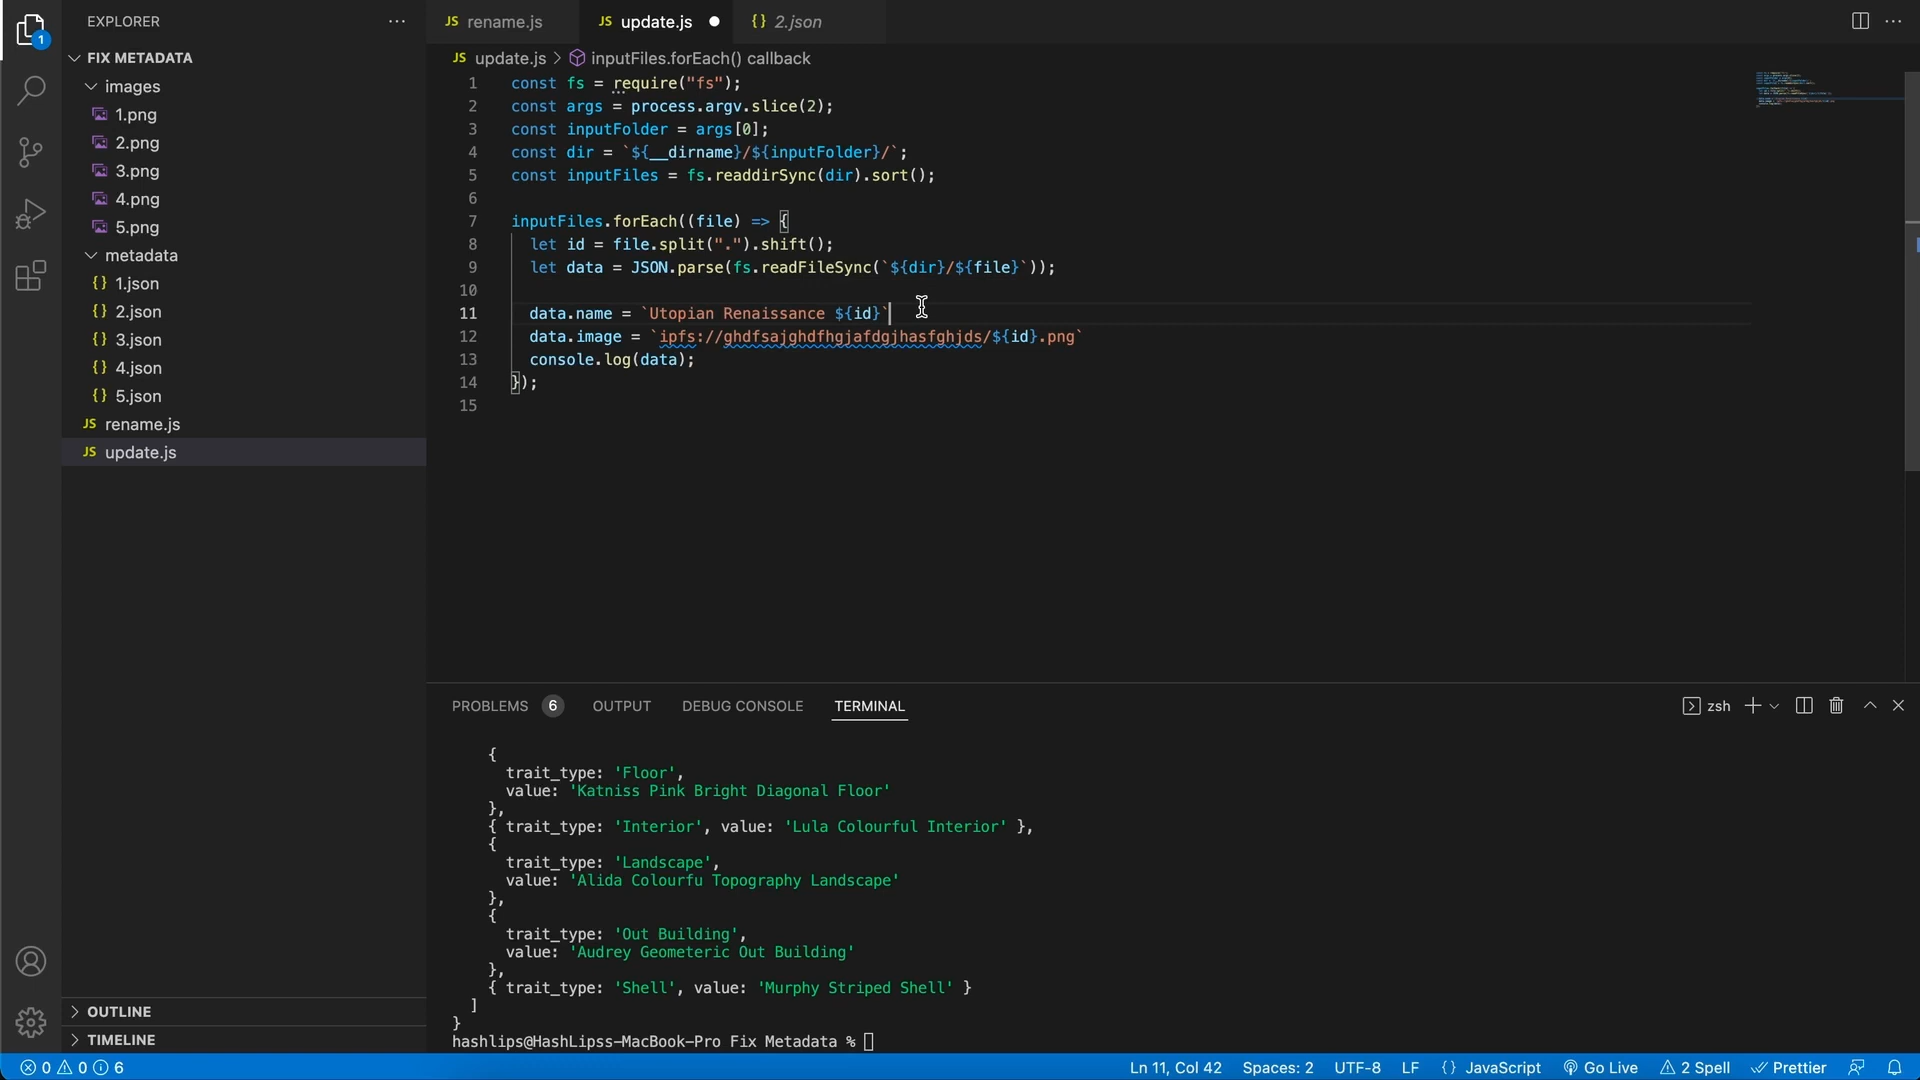 EXPLORER
FIX METADATA
images
1.png
2.png
3.png
4.png
5.png
metadata
{} 1.json
{} 2.json
{} 3.json
{} 4.json
{} 5.json
JS rename.js
JS update.js
OUTLINE
TIMELINE
1
JS rename.js
JS update.js
{} 2.json
JS update.js > inputFiles.forEach() callback
1 const fs = require("fs");
2 const args = process.argv.slice(2);
3 const inputFolder = args[0];
4 const dir = `${__dirname}/${inputFolder}/`;
5 const inputFiles = fs.readdirSync(dir).sort();
6
7 inputFiles.forEach((file) => {
8 let id = file.split(".").shift();
9 let data = JSON.parse(fs.readFileSync(`${dir}/${file}`));
10
11 data.name = `Utopian Renaissance ${id}`
12 data.image = `ipfs://ghdfsajghdfhgjafdgjhasfghjds/${id}.png`
13 console.log(data);
14 });
15
PROBLEMS 6 OUTPUT DEBUG CONSOLE TERMINAL
zsh
{
trait_type: 'Floor',
value: 'Katniss Pink Bright Diagonal Floor'
},
{ trait_type: 'Interior', value: 'Lula Colourful Interior' },
{
trait_type: 'Landscape',
value: 'Alida Colourfu Topography Landscape'
},
{
trait_type: 'Out Building',
value: 'Audrey Geometeric Out Building'
},
{ trait_type: 'Shell', value: 'Murphy Striped Shell' }
]
}
hashlips@HashLipss-MacBook-Pro Fix Metadata %
0 0 6 Ln 11, Col 42 Spaces: 2 UTF-8 LF {} JavaScript Go Live 2 Spell Prettier